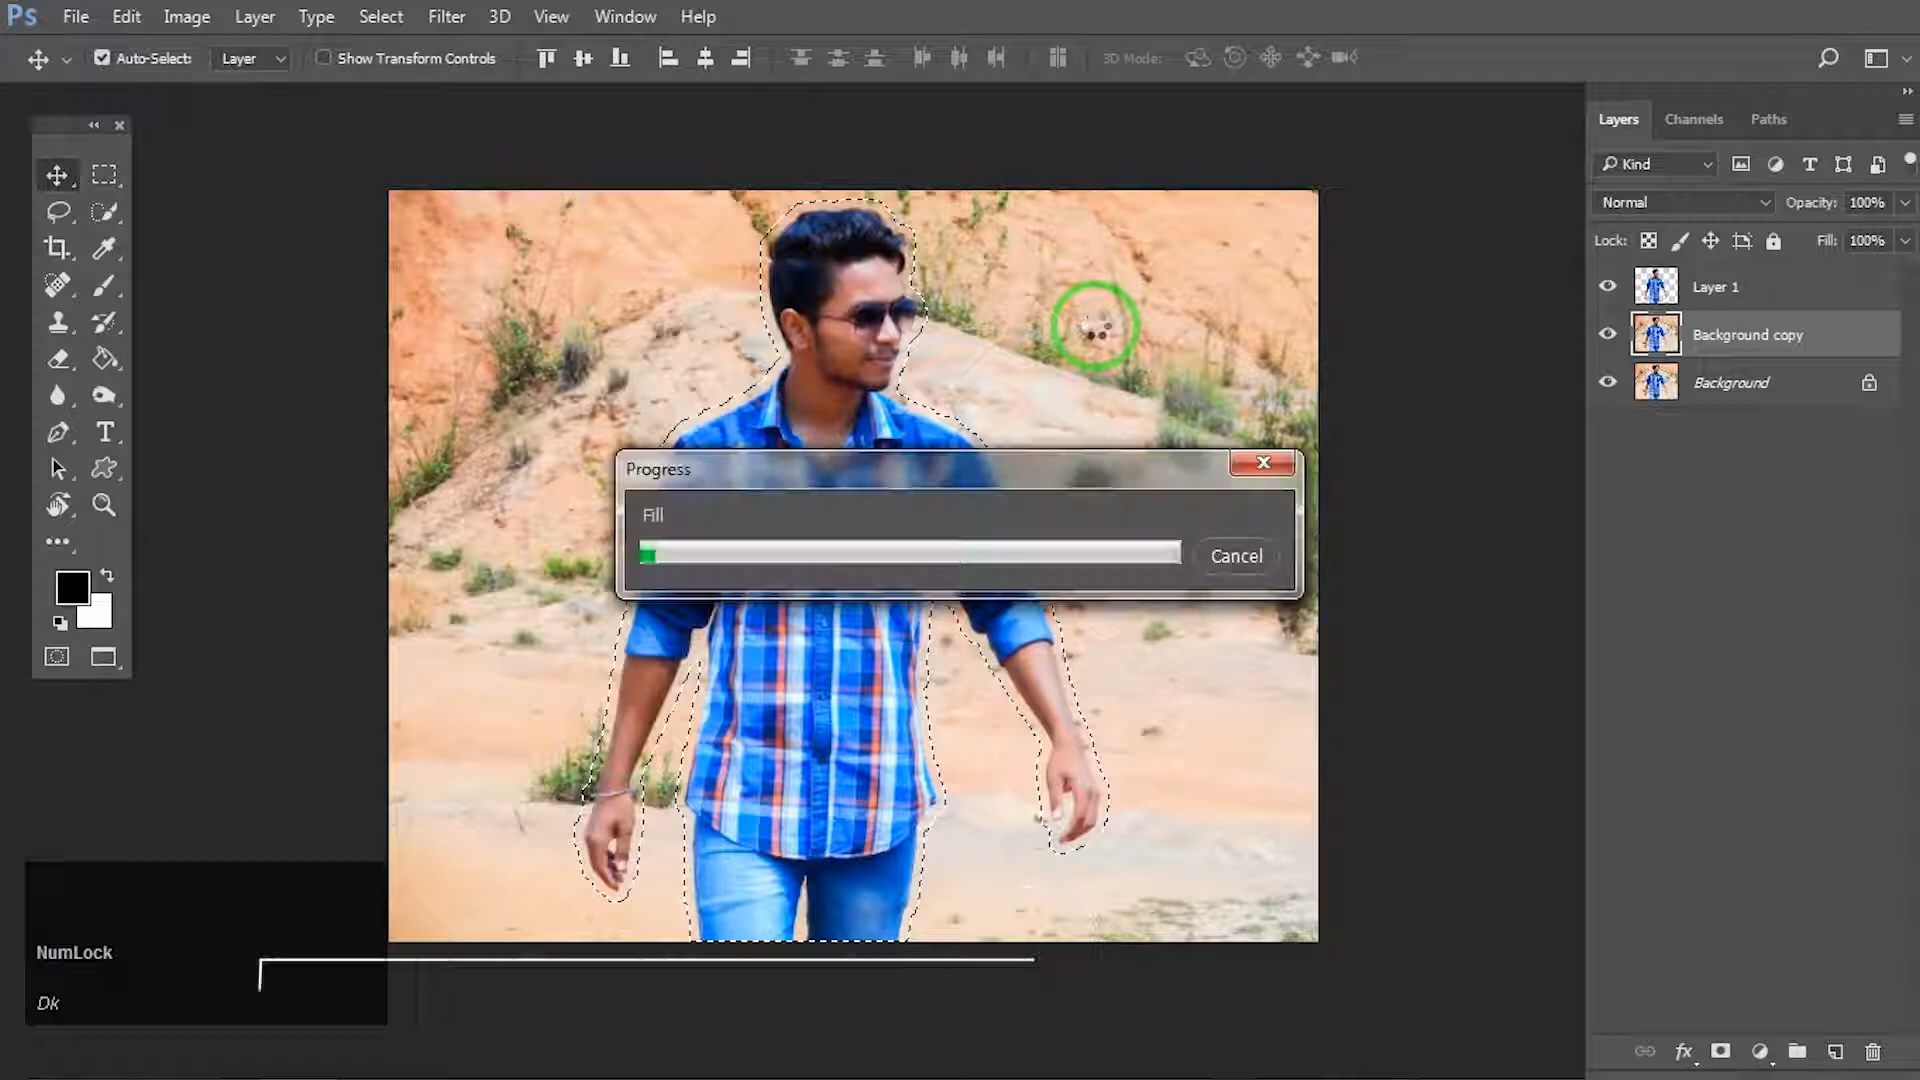 Ps File Edit Image Layer Type Select Filter 3D View Window Help
Auto-Select: Layer Show Transform Controls 3D Mode:
Layers Channels Paths
Kind
Normal Opacity: 100%
Lock: Fill: 100%
Layer 1
Background copy
Background
Progress
Fill
Cancel
NumLock
Dk